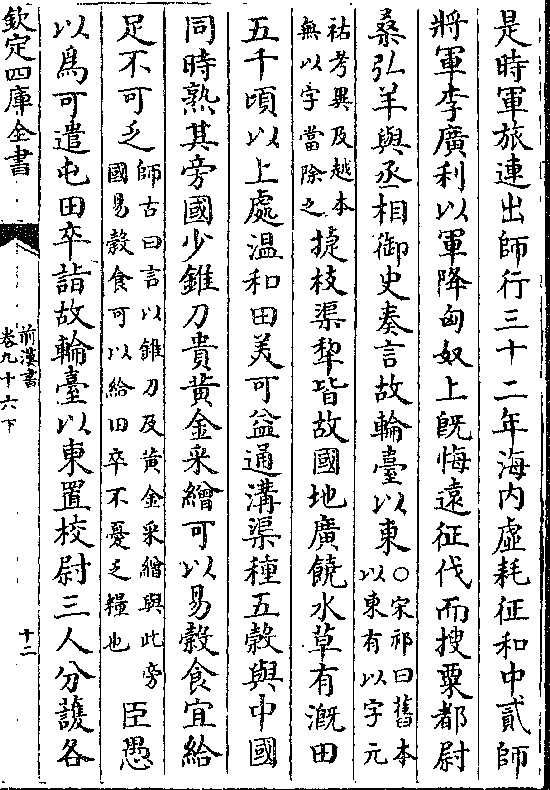 是時軍旅連出師行三十二年海内虚耗征和中貳師
將軍李廣利以軍降匈奴上既悔遠征伐而搜粟都尉
桑弘羊與丞相御史奏言故輪臺以東
○宋祁曰舊本
以東有以字元
祜考異及越本
無以字當除之
捷枝渠犂皆故國地廣饒水草有溉田
五千頃以上處温和田美可益通溝渠種五穀與中國
同時熟其旁國少錐刀貴黄金采繒可以易穀食宜給
足不可乏
師古曰言以錐刀及黄金采繒與此旁
國易穀食可以給田卒不憂乏糧也
臣愚
以爲可遣屯田卒詣故輪臺以東置校尉三人分護各
欽定四庫全書
前漢書
卷九十六下
十二